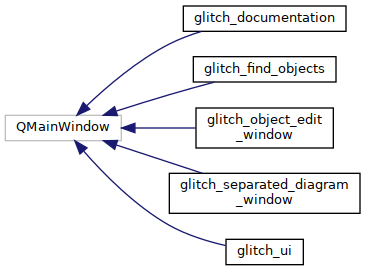 glitch_documentation
glitch_find_objects
QMainWindow
glitch_object_edit
_window
glitch_separated_diagram
_window
glitch_ui